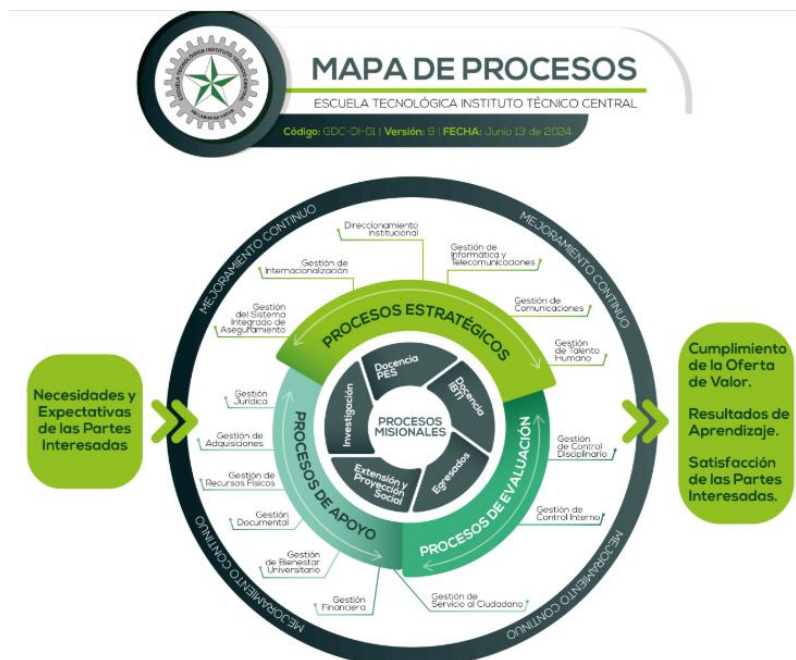 ESCUELA TECNOLÓGICA INSTITUTO TÉCNICO CENTRAL
MAPA DE PROCESOS
ESCUELA TECNOLÓGICA INSTITUTO TÉCNICO CENTRAL
Código: GDC-DI-01 | Versión: 9 | FECHA: Junio 13 de 2024
MEJORAMIENTO CONTINUO
MEJORAMIENTO CONTINUO
Direccionamiento
Institucional
Gestión de
Informática y
Telecomunicaciones
Gestión de
Internacionalización
Gestión de
Comunicaciones
Gestión
del Sistema
Integrado de
Aseguramiento
Gestión
de Talento
Humano
PROCESOS ESTRATÉGICOS
Necesidades y
Expectativas
de las Partes
Interesadas
Cumplimiento
de la Oferta
de Valor.
Resultados de
Aprendizaje.
Satisfacción
de las Partes
Interesadas.
Docencia
PES
Docencia
IBTI
Investigación
PROCESOS
MISIONALES
Egresados
Extensión y
Proyección
Social
PROCESOS DE APOYO
PROCESOS DE EVALUACIÓN
Gestión
Jurídica
Gestión de
Adquisiciones
Gestión de
Recursos Físicos
Gestión
Documental
Gestión
de Bienestar
Universitario
Gestión
Financiera
Gestión de
Servicio al Ciudadano
Gestión
de Control
Disciplinario
Gestión de
Control Interno
MEJORAMIENTO CONTINUO
MEJORAMIENTO CONTINUO